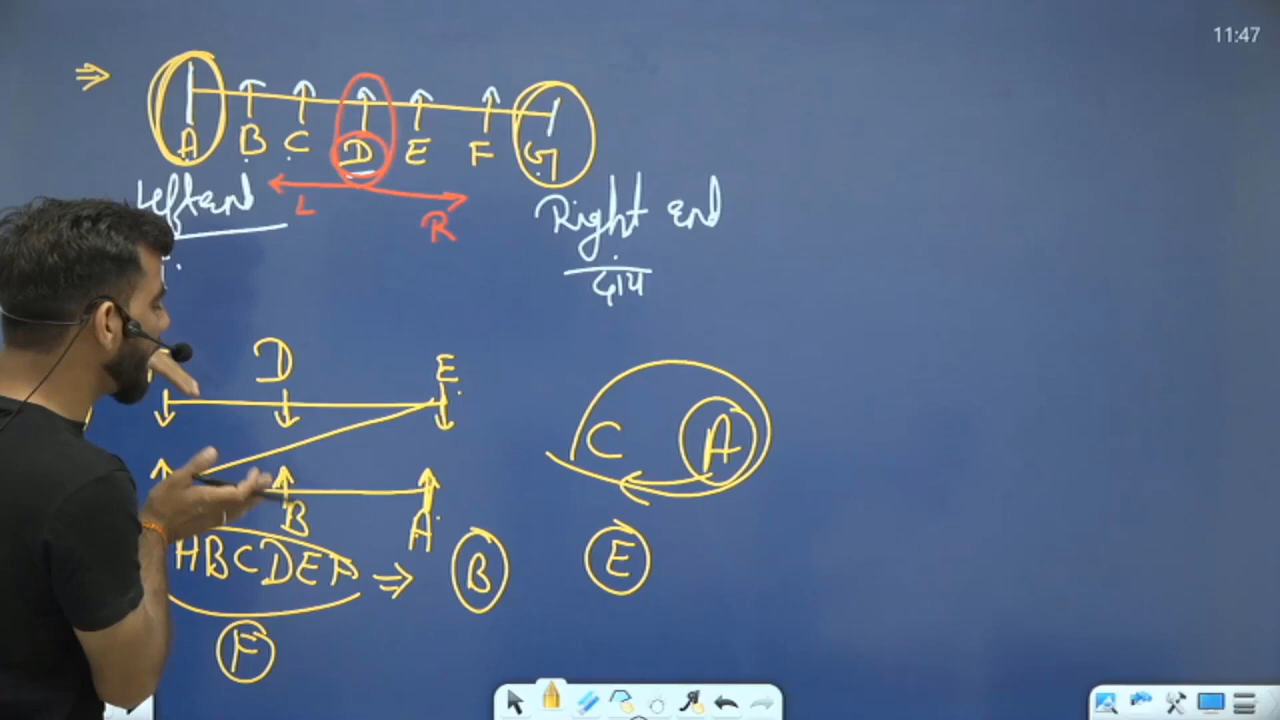 11:47
⇒
A B C D E F G
Left end L R Right end
दाय
D E
B A
C A
HBCDEF ⇒ B E
F